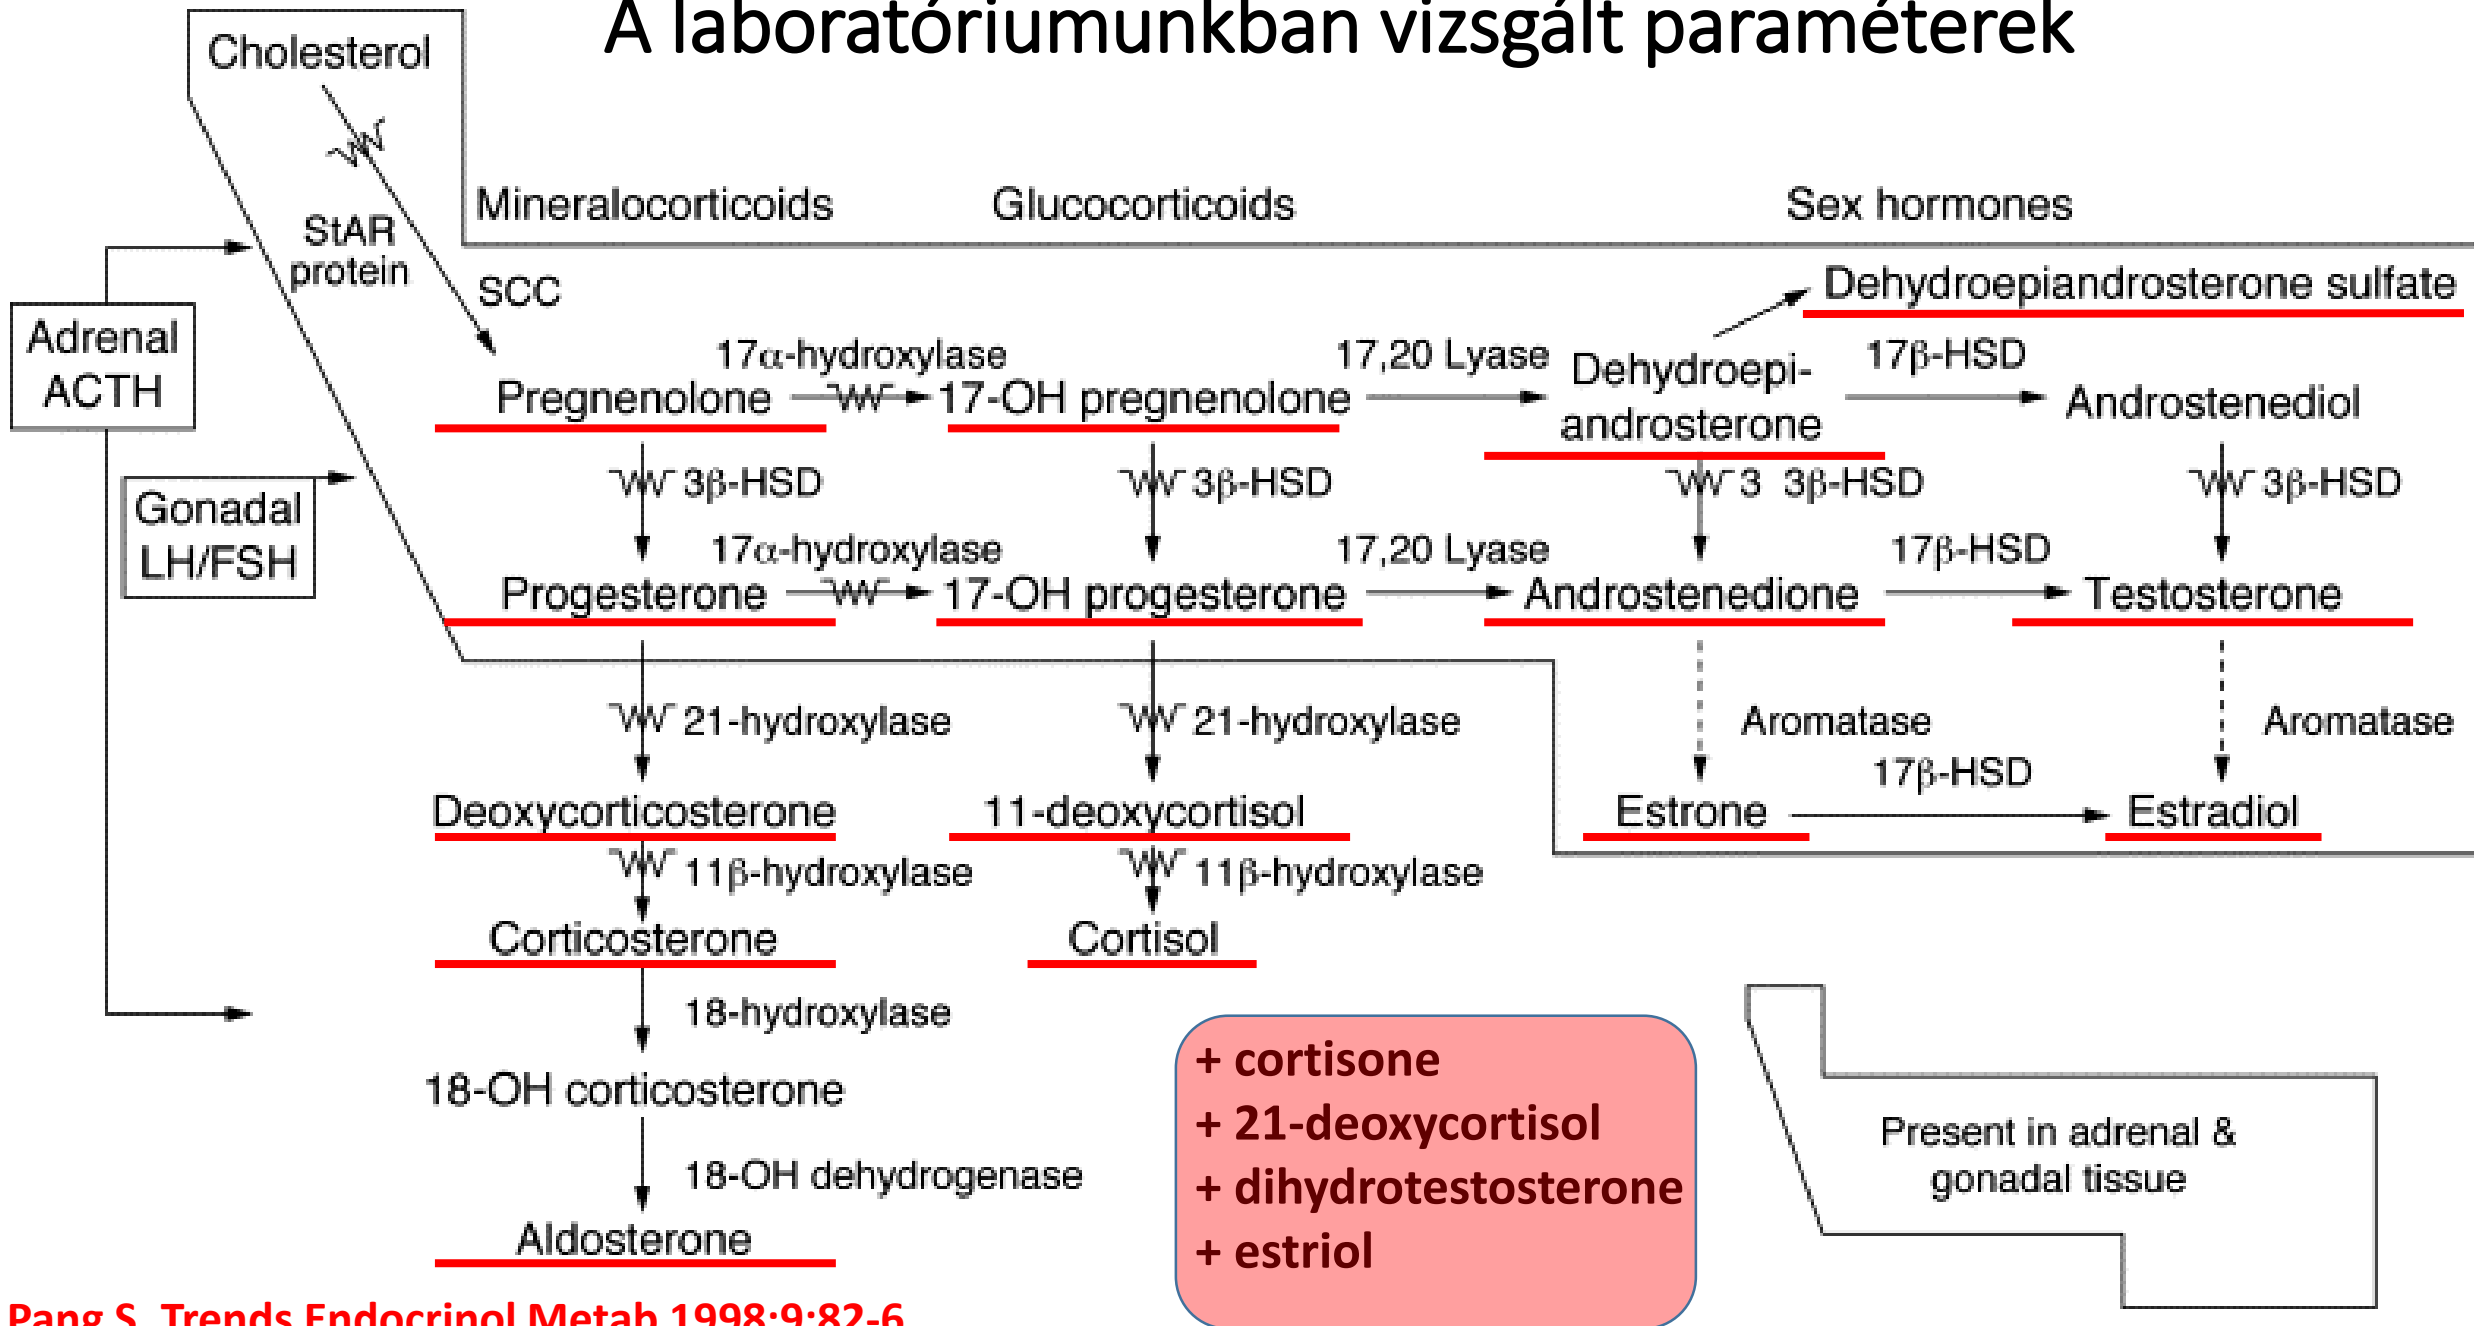 A laboratóriumunkban vizsgált paraméterek
Cholesterol
Mineralocorticoids
Glucocorticoids
Sex hormones
StAR
protein
SCC
Adrenal
ACTH
Gonadal
LH/FSH
Dehydroepiandrosterone sulfate
Pregnenolone
17α-hydroxylase
17-OH pregnenolone
17,20 Lyase
Dehydroepi-
androsterone
17β-HSD
Androstenediol
3β-HSD
3β-HSD
3 3β-HSD
3β-HSD
Progesterone
17α-hydroxylase
17-OH progesterone
17,20 Lyase
Androstenedione
17β-HSD
Testosterone
21-hydroxylase
21-hydroxylase
Aromatase
Aromatase
Deoxycorticosterone
11-deoxycortisol
Estrone
17β-HSD
Estradiol
11β-hydroxylase
11β-hydroxylase
Corticosterone
Cortisol
18-hydroxylase
18-OH corticosterone
18-OH dehydrogenase
Aldosterone
+ cortisone
+ 21-deoxycortisol
+ dihydrotestosterone
+ estriol
Present in adrenal &
gonadal tissue
Pang S. Trends Endocrinol Metab 1998;9:82-6